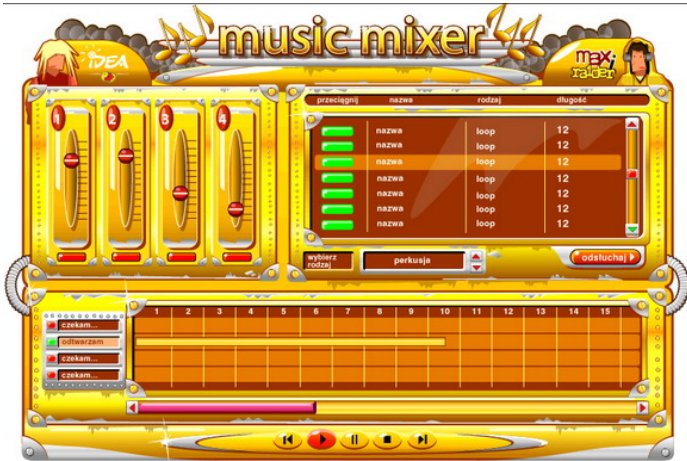 music mixer
iDEA
maxi
raider
1 2 3 4
przeciągnij nazwa rodzaj długość
nazwa loop 12
nazwa loop 12
nazwa loop 12
nazwa loop 12
nazwa loop 12
nazwa loop 12
nazwa loop 12
wybierz
rodzaj
perkusja
odsłuchaj
1 2 3 4 5 6 7 8 9 10 11 12 13 14 15
czekam...
odtwarzam
czekam...
czekam...